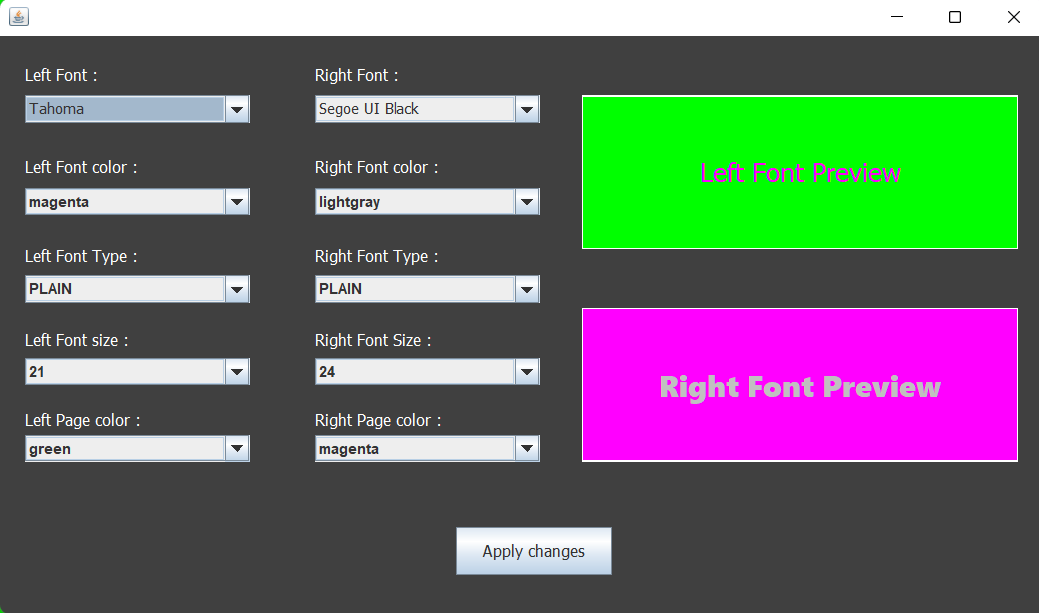 Left Font :
Tahoma
Left Font color :
magenta
Left Font Type :
PLAIN
Left Font size :
21
Left Page color :
green
Right Font :
Segoe UI Black
Right Font color :
lightgray
Right Font Type :
PLAIN
Right Font Size :
24
Right Page color :
magenta
Left Font Preview
Right Font Preview
Apply changes